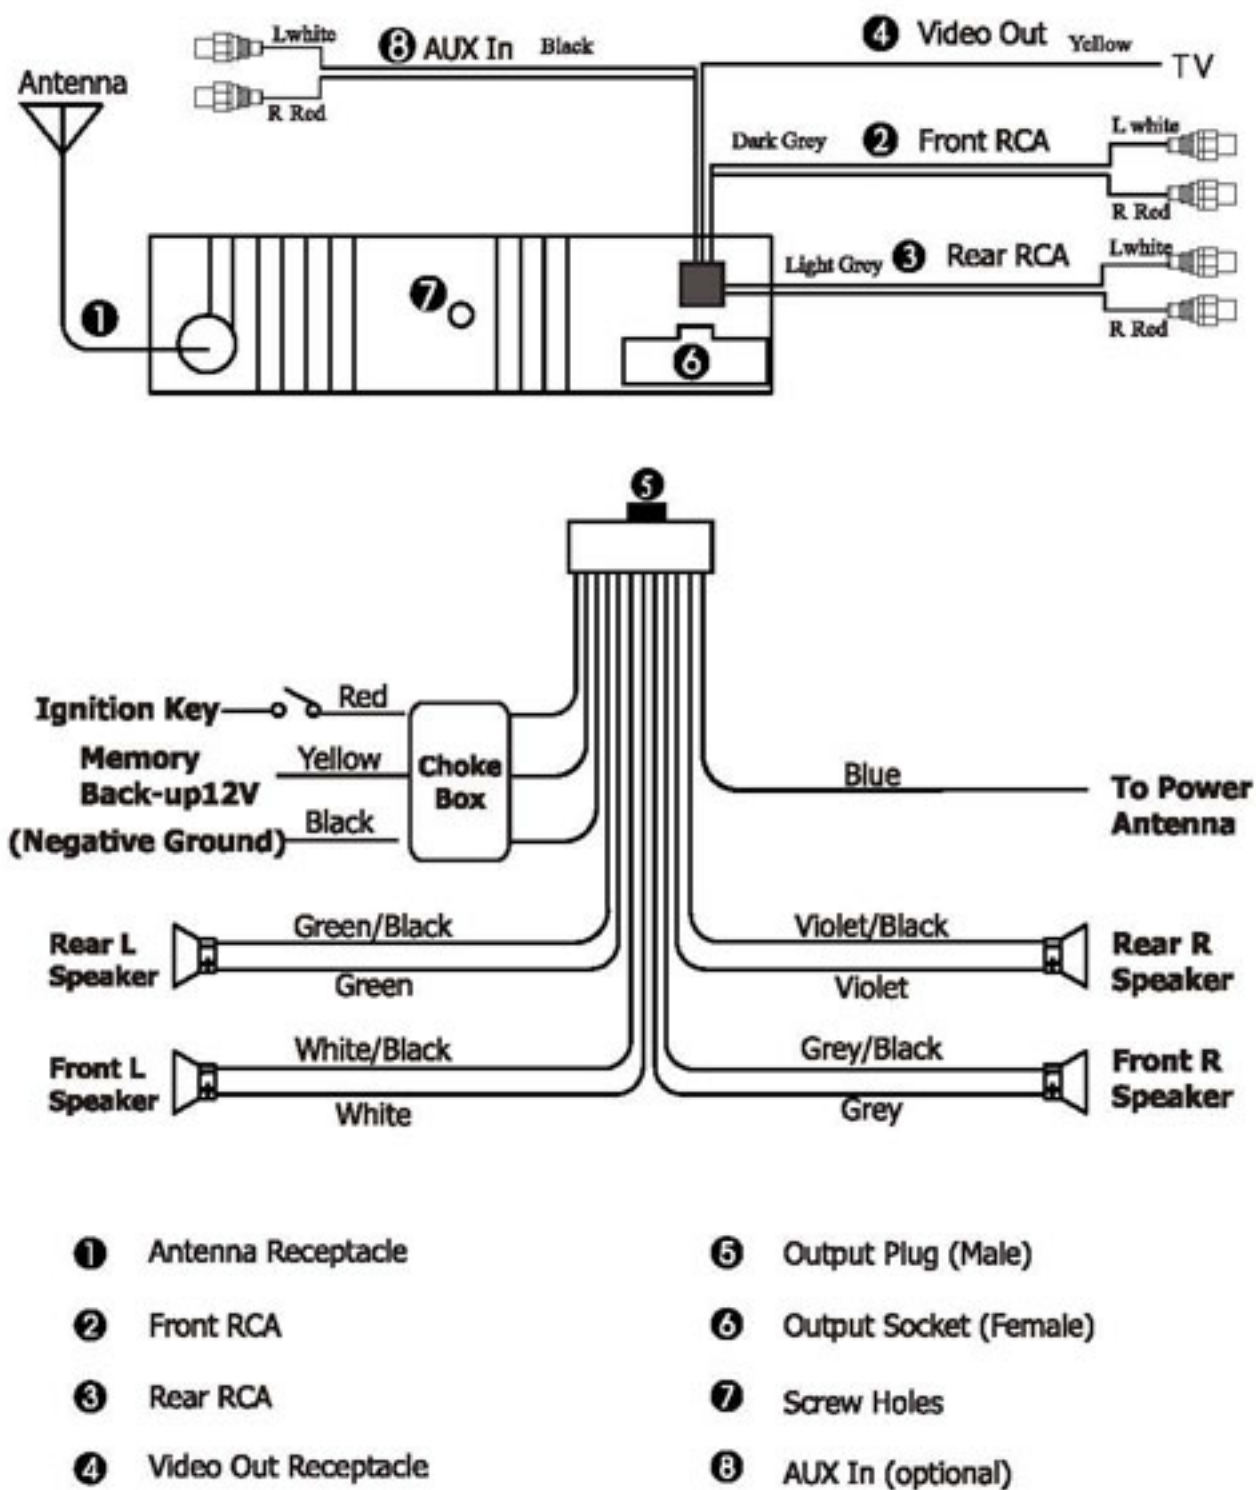 L white
8 AUX In Black
4 Video Out Yellow
TV
Antenna
R Red
Dark Grey 2 Front RCA L white
R Red
Light Grey 3 Rear RCA L white
R Red
1
7
6
5
Ignition Key Red
Memory
Back-up12V
Yellow
Choke
Box
(Negative Ground) Black
Blue
To Power
Antenna
Rear L
Speaker
Green/Black
Green
Violet/Black
Violet
Rear R
Speaker
Front L
Speaker
White/Black
White
Grey/Black
Grey
Front R
Speaker
1 Antenna Receptacle
2 Front RCA
3 Rear RCA
4 Video Out Receptacle
5 Output Plug (Male)
6 Output Socket (Female)
7 Screw Holes
8 AUX In (optional)